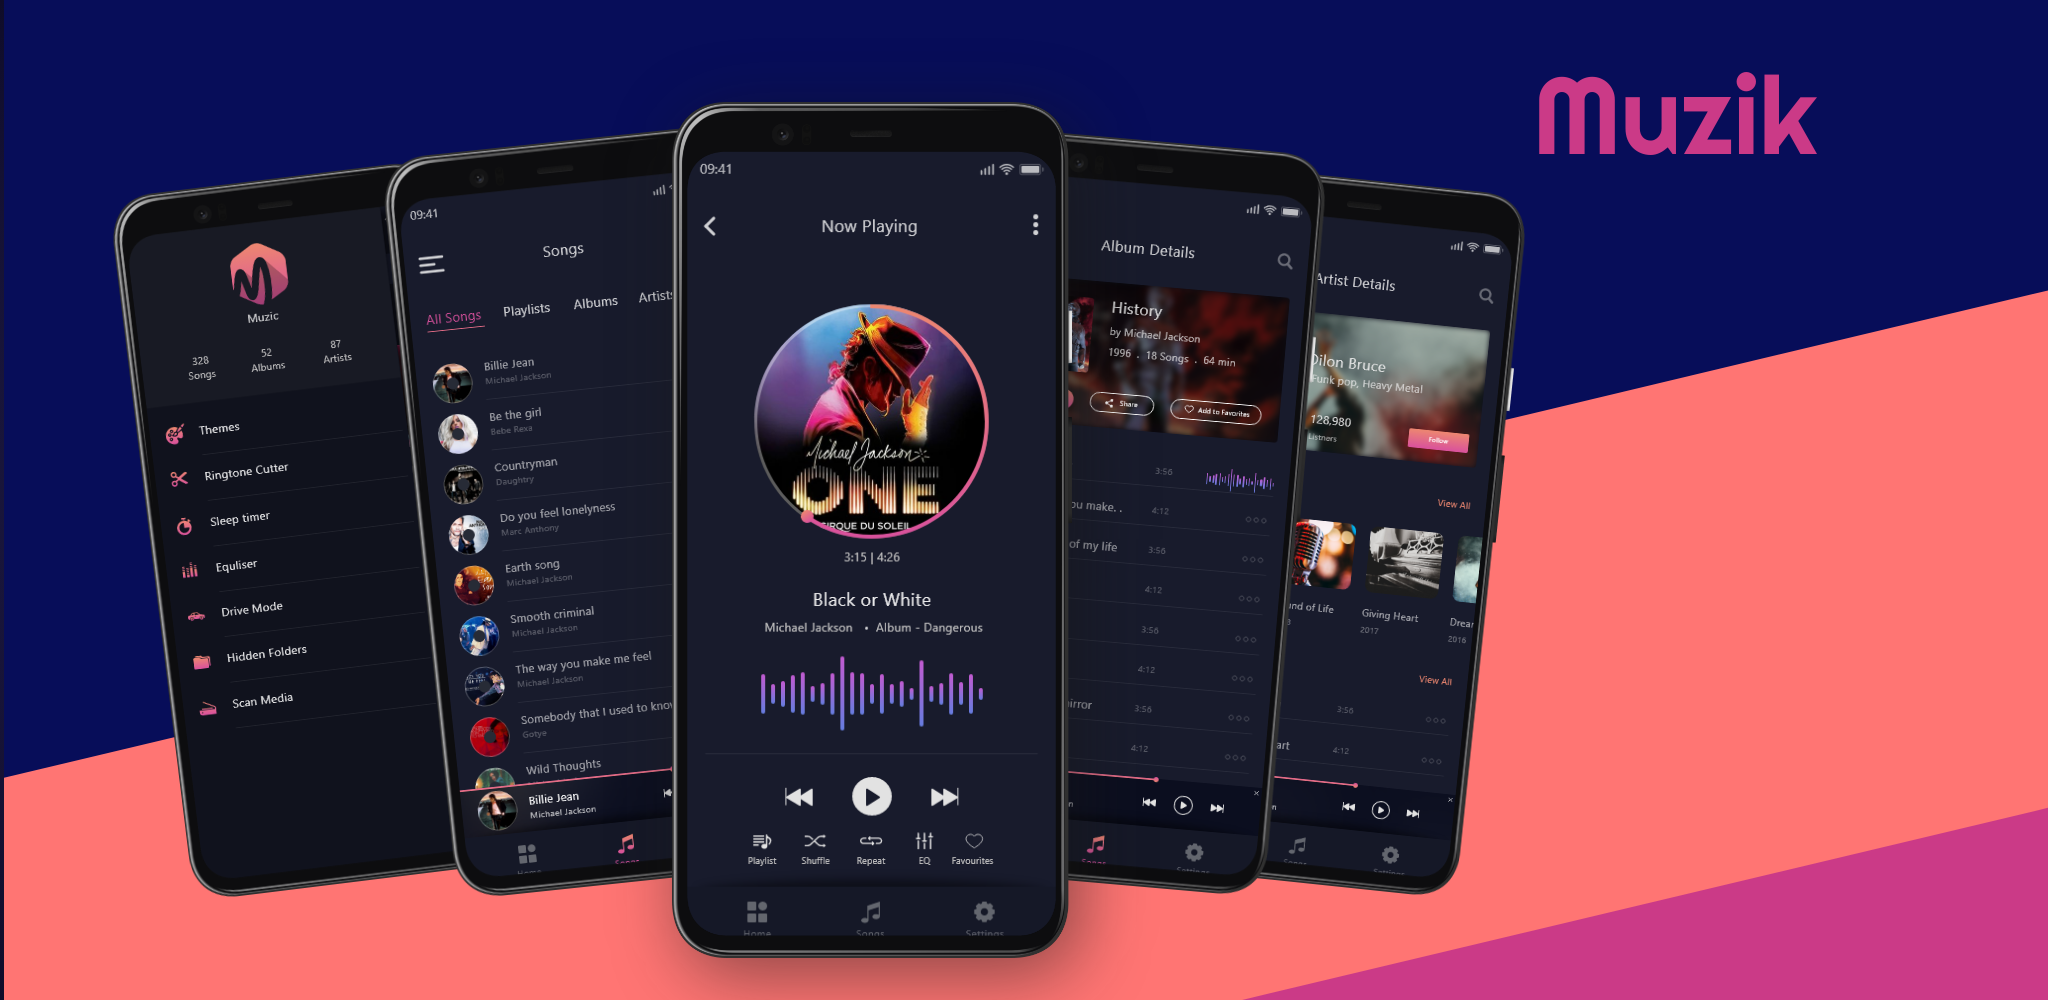 Muzik
Muzic
328
Songs
52
Albums
87
Artists
Themes
Ringtone Cutter
Sleep timer
Equliser
Drive Mode
Hidden Folders
Scan Media
09:41
Songs
All Songs
Playlists
Albums
Artists
Billie Jean
Michael Jackson
Be the girl
Bebe Rexa
Countryman
Daughtry
Do you feel lonelyness
Marc Anthony
Earth song
Michael Jackson
Smooth criminal
Michael Jackson
The way you make me feel
Michael Jackson
Somebody that I used to know
Gotye
Wild Thoughts
Billie Jean
Michael Jackson
Home
Songs
09:41
Now Playing
Michael Jackson
ONE
CIRQUE DU SOLEIL
3:15 | 4:26
Black or White
Michael Jackson • Album - Dangerous
Playlist
Shuffle
Repeat
EQ
Favourites
Home
Songs
Settings
Album Details
History
by Michael Jackson
1996 . 18 Songs . 64 min
Share
Add to Favorites
3:56
ou make. . 4:12
of my life 3:56
4:12
3:56
4:12
mirror 3:56
4:12
Songs
Settings
Artist Details
Dilon Bruce
Funk pop, Heavy Metal
128,980
Listners
Follow
View All
nd of Life
3
Giving Heart
2017
Drear
2016
View All
3:56
art 4:12
Songs
Settings